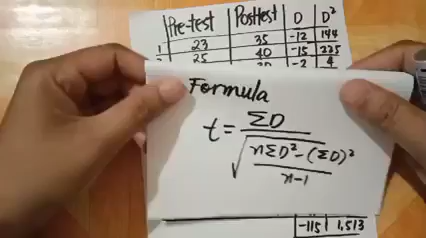 Pre-test Posttest D D²
1 23 35 -12 144
25 40 -15 225
-2 4
Formula
t = ΣD / √((nΣD² - (ΣD)²) / (n-1))
-115 1,513